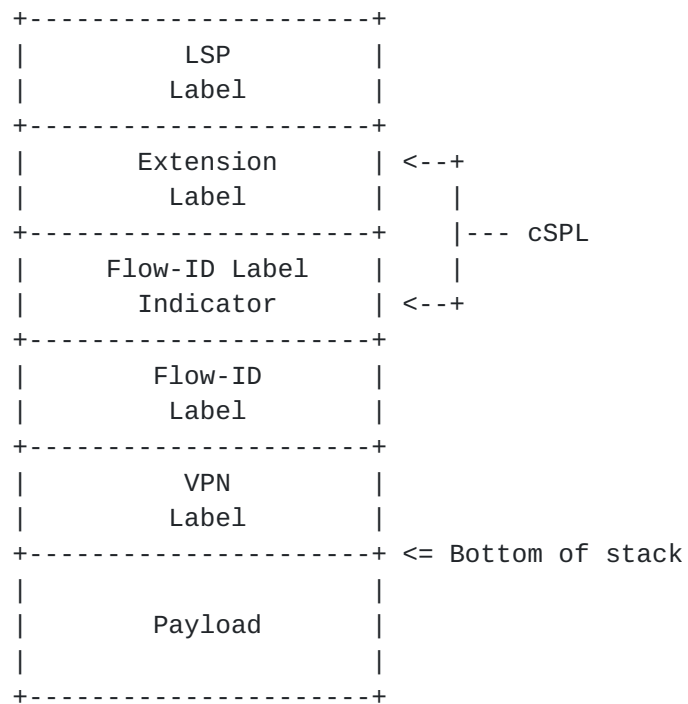 +----------------------+
|          LSP         |
|         Label        |
+----------------------+
|       Extension      | <--+
|         Label        |    |
+----------------------+    |--- cSPL
|     Flow-ID Label    |    |
|       Indicator      | <--+
+----------------------+
|        Flow-ID       |
|         Label        |
+----------------------+
|          VPN         |
|         Label        |
+----------------------+ <= Bottom of stack
|                      |
|        Payload       |
|                      |
+----------------------+